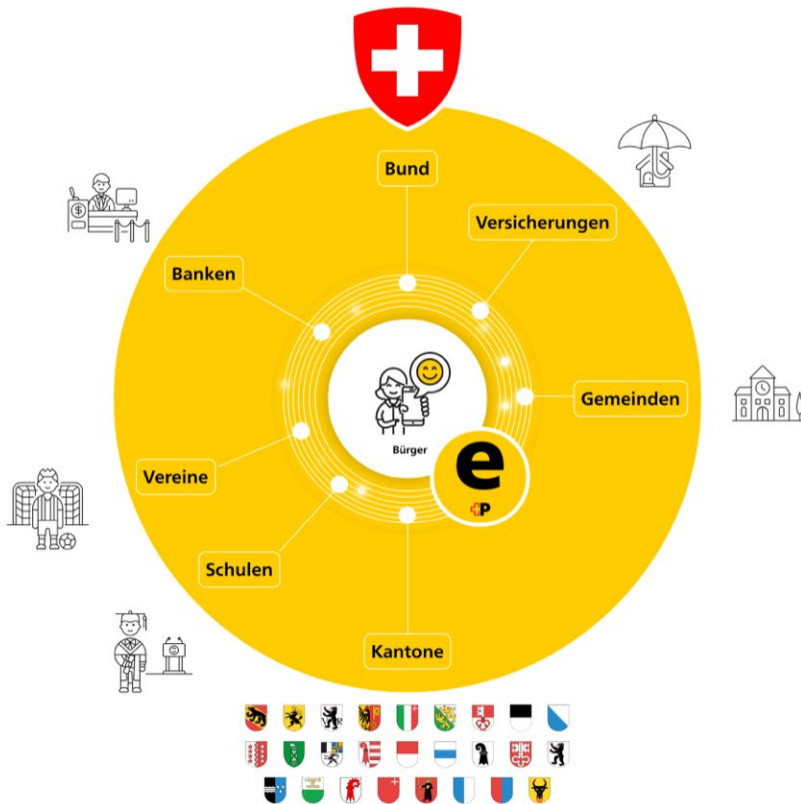 Bund
Versicherungen
Banken
Gemeinden
Bürger
e
P
Vereine
Schulen
Kantone